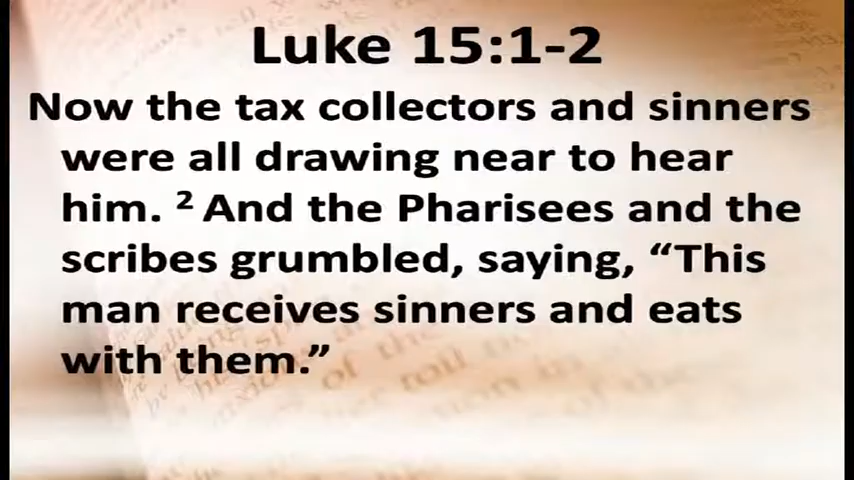 Luke 15:1-2
Now the tax collectors and sinners
were all drawing near to hear
him. ² And the Pharisees and the
scribes grumbled, saying, “This
man receives sinners and eats
with them.”